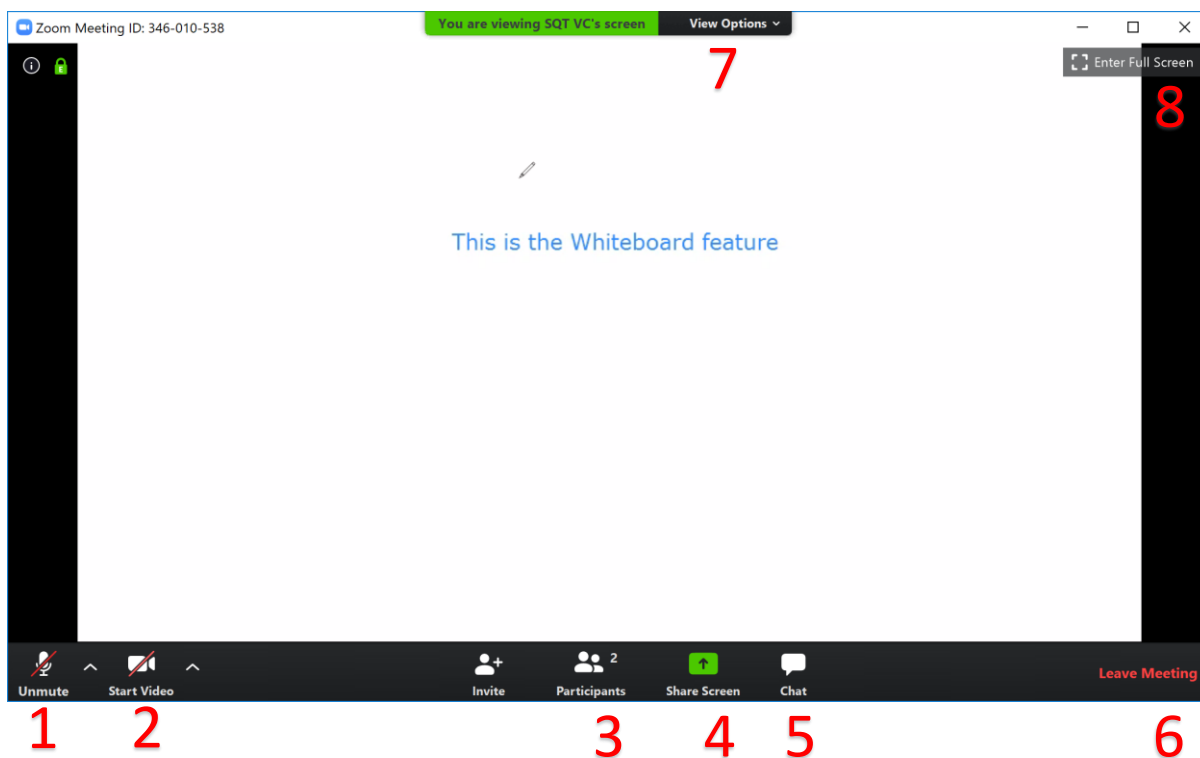 Zoom Meeting ID: 346-010-538
You are viewing SQT VC's screen View Options
7
Enter Full Screen
8
This is the Whiteboard feature
2
Unmute Start Video Invite Participants Share Screen Chat Leave Meeting
1 2 3 4 5 6